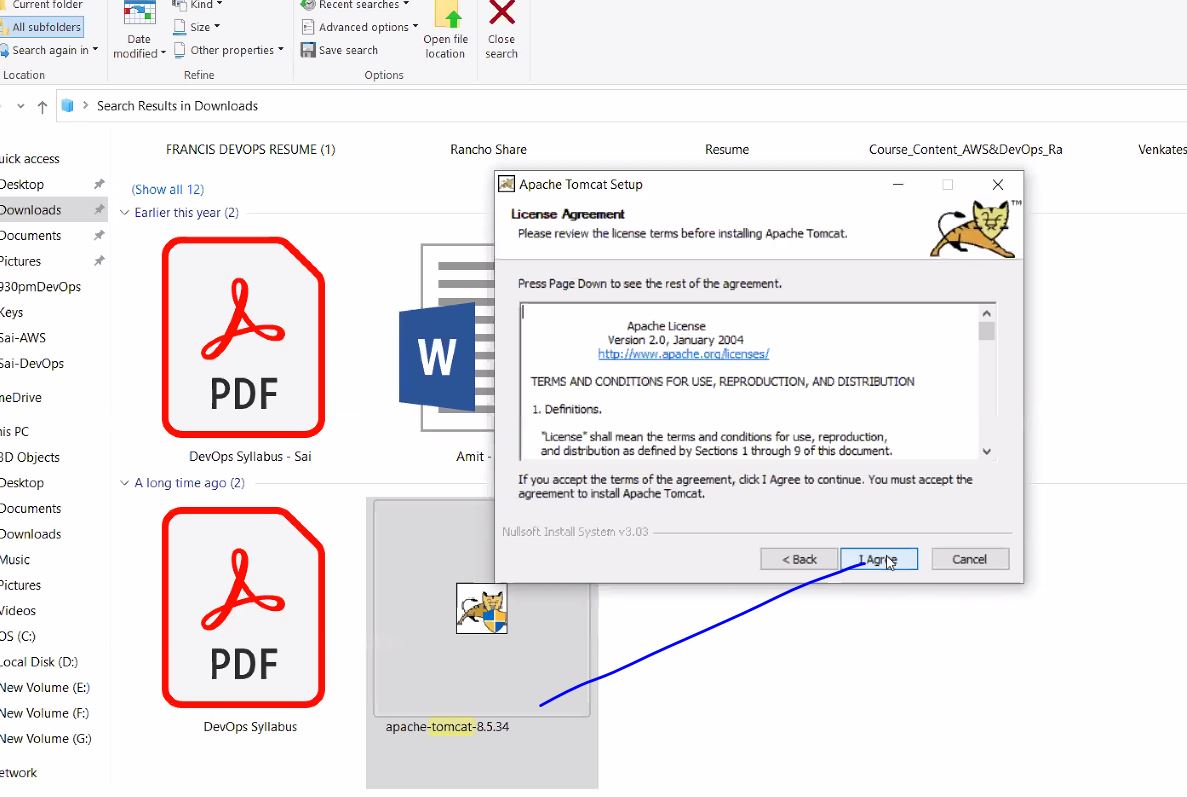 Current folder
All subfolders
Search again in
Location
Date
modified
Kind
Size
Other properties
Refine
Recent searches
Advanced options
Save search
Options
Open file
location
Close
search
Search Results in Downloads
uick access
Desktop
Downloads
Documents
Pictures
930pmDevOps
Keys
Sai-AWS
Sai-DevOps
neDrive
his PC
3D Objects
Desktop
Documents
Downloads
Music
Pictures
Videos
OS (C:)
Local Disk (D:)
New Volume (E:)
New Volume (F:)
New Volume (G:)
etwork
FRANCIS DEVOPS RESUME (1)
Rancho Share
Resume
Course_Content_AWS&DevOps_Ra
Venkates
(Show all 12)
Earlier this year (2)
PDF
W
DevOps Syllabus - Sai
Amit -
A long time ago (2)
PDF
DevOps Syllabus
apache-tomcat-8.5.34
Apache Tomcat Setup
License Agreement
Please review the license terms before installing Apache Tomcat.
TM
Press Page Down to see the rest of the agreement.
Apache License
Version 2.0, January 2004
http://www.apache.org/licenses/
TERMS AND CONDITIONS FOR USE, REPRODUCTION, AND DISTRIBUTION
1. Definitions.
"License" shall mean the terms and conditions for use, reproduction,
and distribution as defined by Sections 1 through 9 of this document.
If you accept the terms of the agreement, click I Agree to continue. You must accept the
agreement to install Apache Tomcat.
Nullsoft Install System v3.03
< Back
I Agree
Cancel